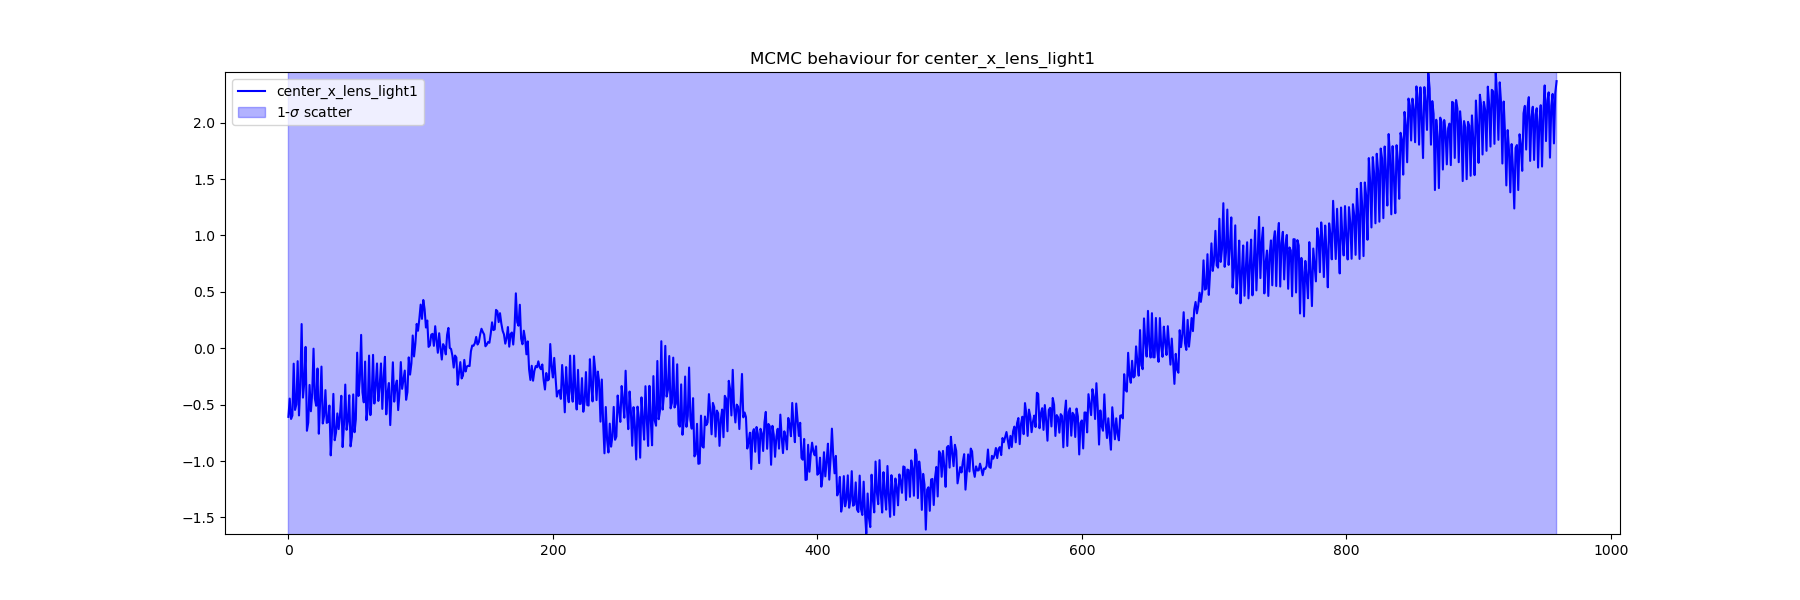 MCMC behaviour for center_x_lens_light1
center_x_lens_light1
1-σ scatter
2.0
1.5
1.0
0.5
0.0
−0.5
−1.0
−1.5
0 200 400 600 800 1000